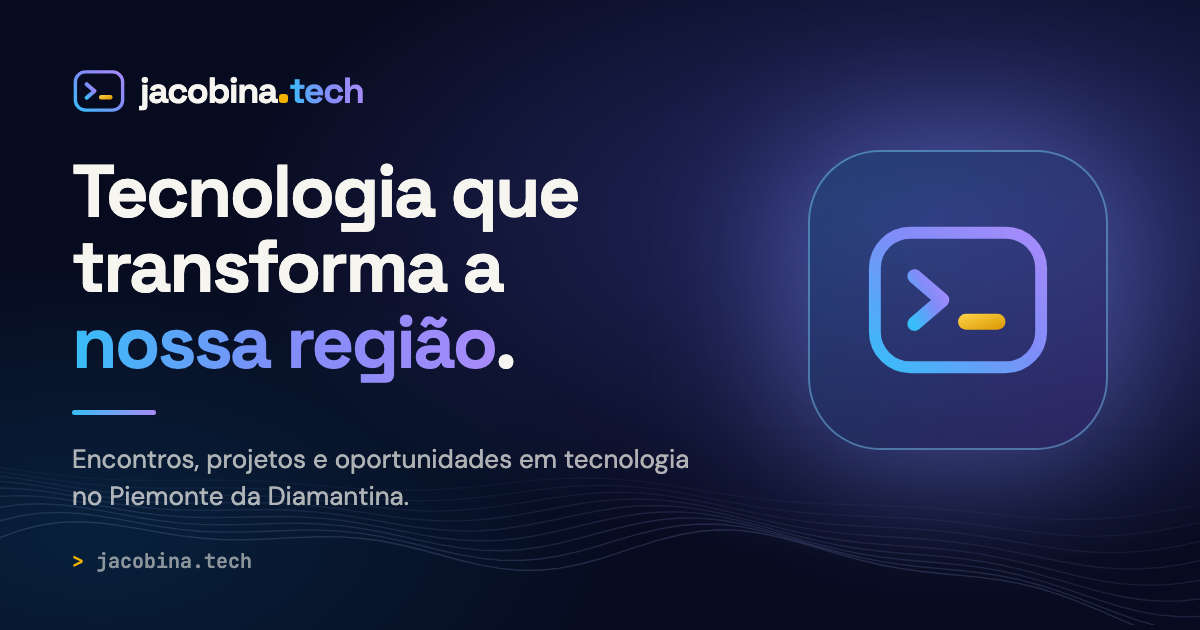 jacobina.tech
Tecnologia que
transforma a
nossa região.
Encontros, projetos e oportunidades em tecnologia
no Piemonte da Diamantina.
> jacobina.tech